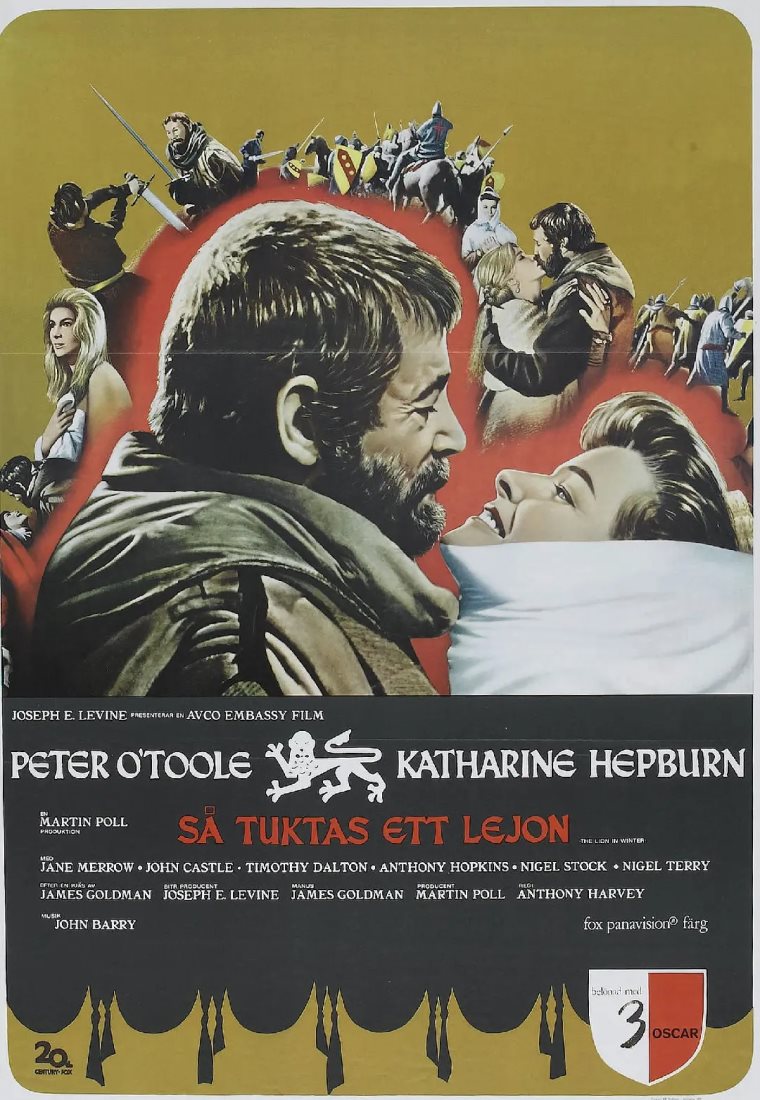 JOSEPH E. LEVINE PRESENTERAR EN AVCO EMBASSY FILM
PETER O'TOOLE KATHARINE HEPBURN
EN
MARTIN POLL
PRODUKTION
SÅ TUKTAS ETT LEJON
·THE LION IN WINTER·
MED
JANE MERROW · JOHN CASTLE · TIMOTHY DALTON · ANTHONY HOPKINS · NIGEL STOCK · NIGEL TERRY
EFTER EN PJÄS AV BITR. PRODUCENT MANUS PRODUCENT REGI
JAMES GOLDMAN JOSEPH E. LEVINE JAMES GOLDMAN MARTIN POLL ANTHONY HARVEY
MUSIK
JOHN BARRY
fox panavision® färg
belönad med
3 OSCAR
20th
CENTURY-FOX